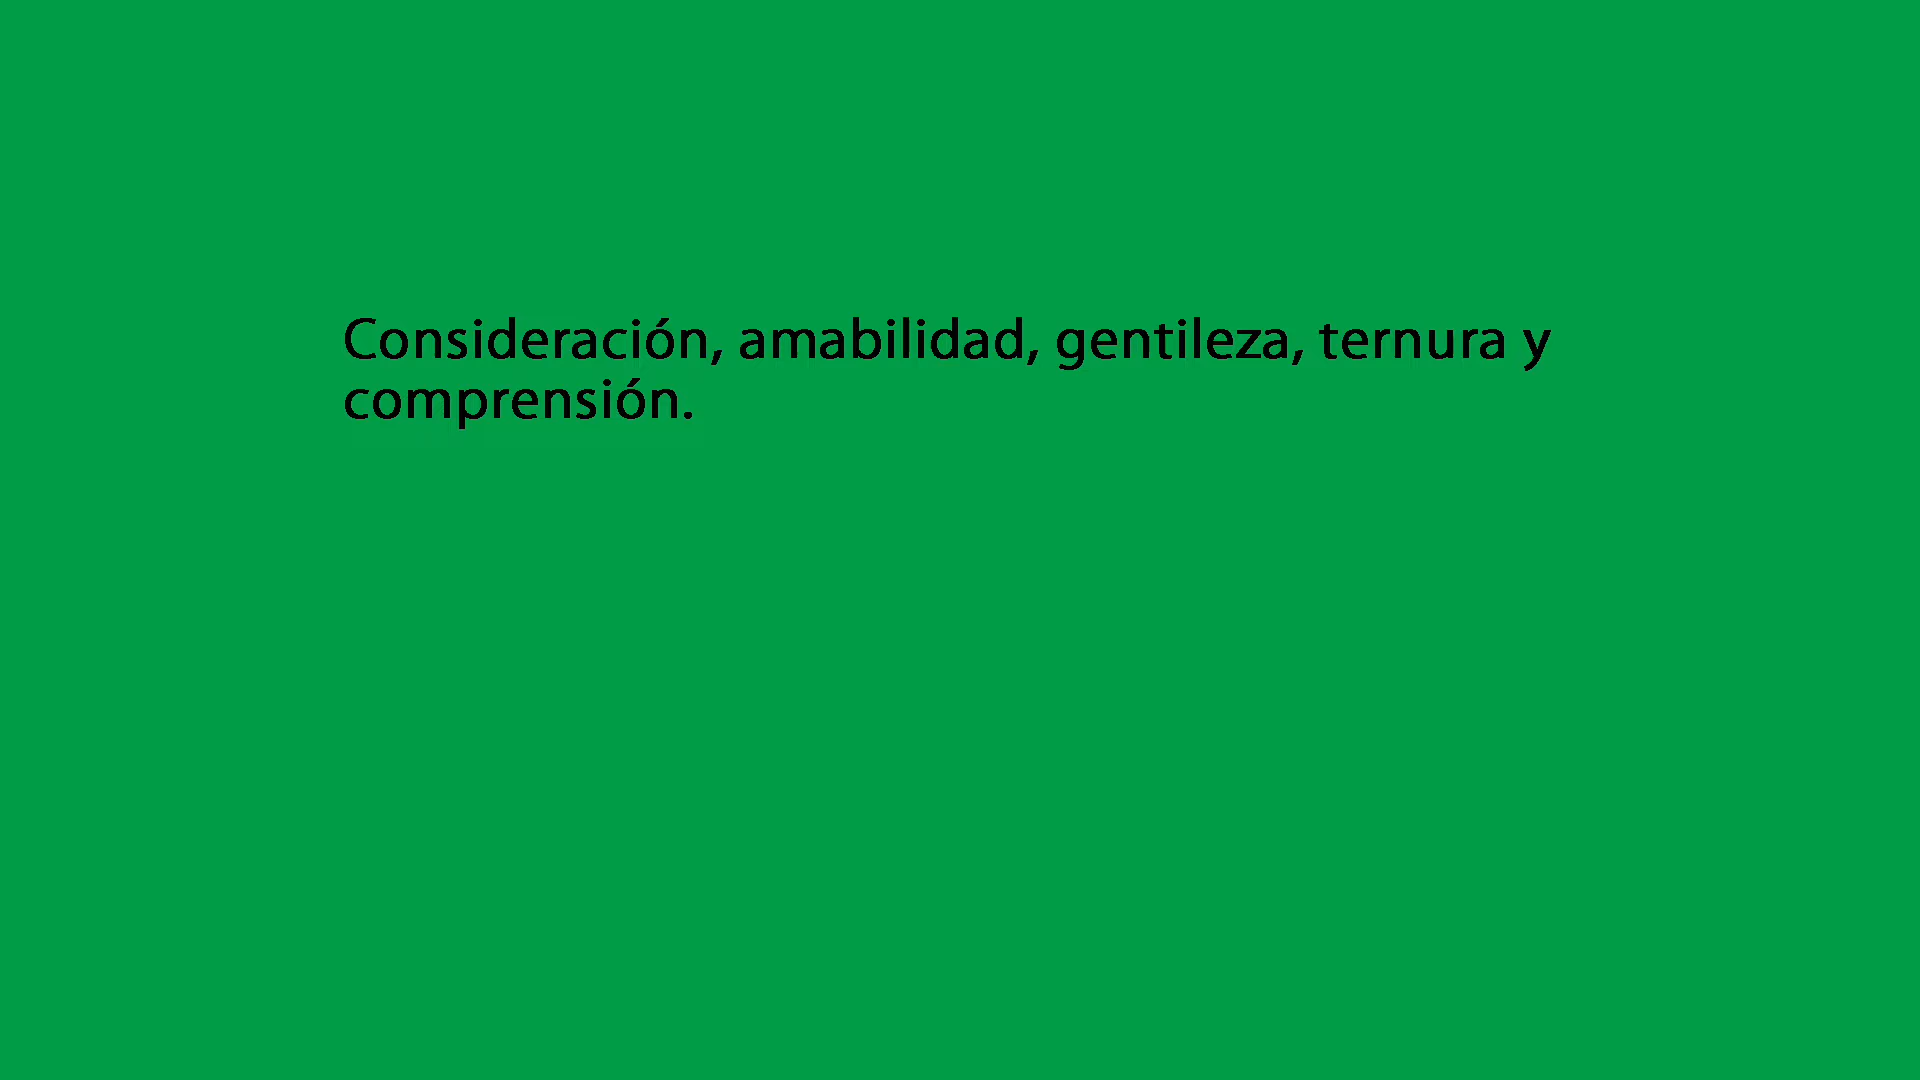 Consideración, amabilidad, gentileza, ternura y
comprensión.